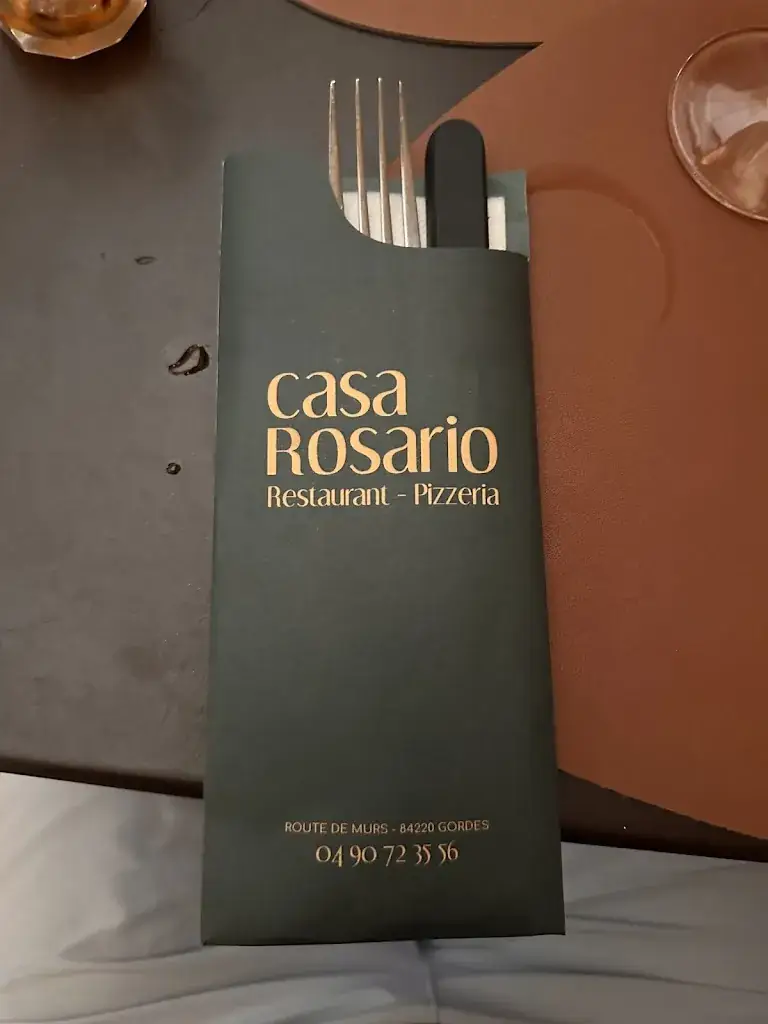 casa
Rosario
Restaurant - Pizzeria
ROUTE DE MURS - 84220 GORDES
04 90 72 35 56